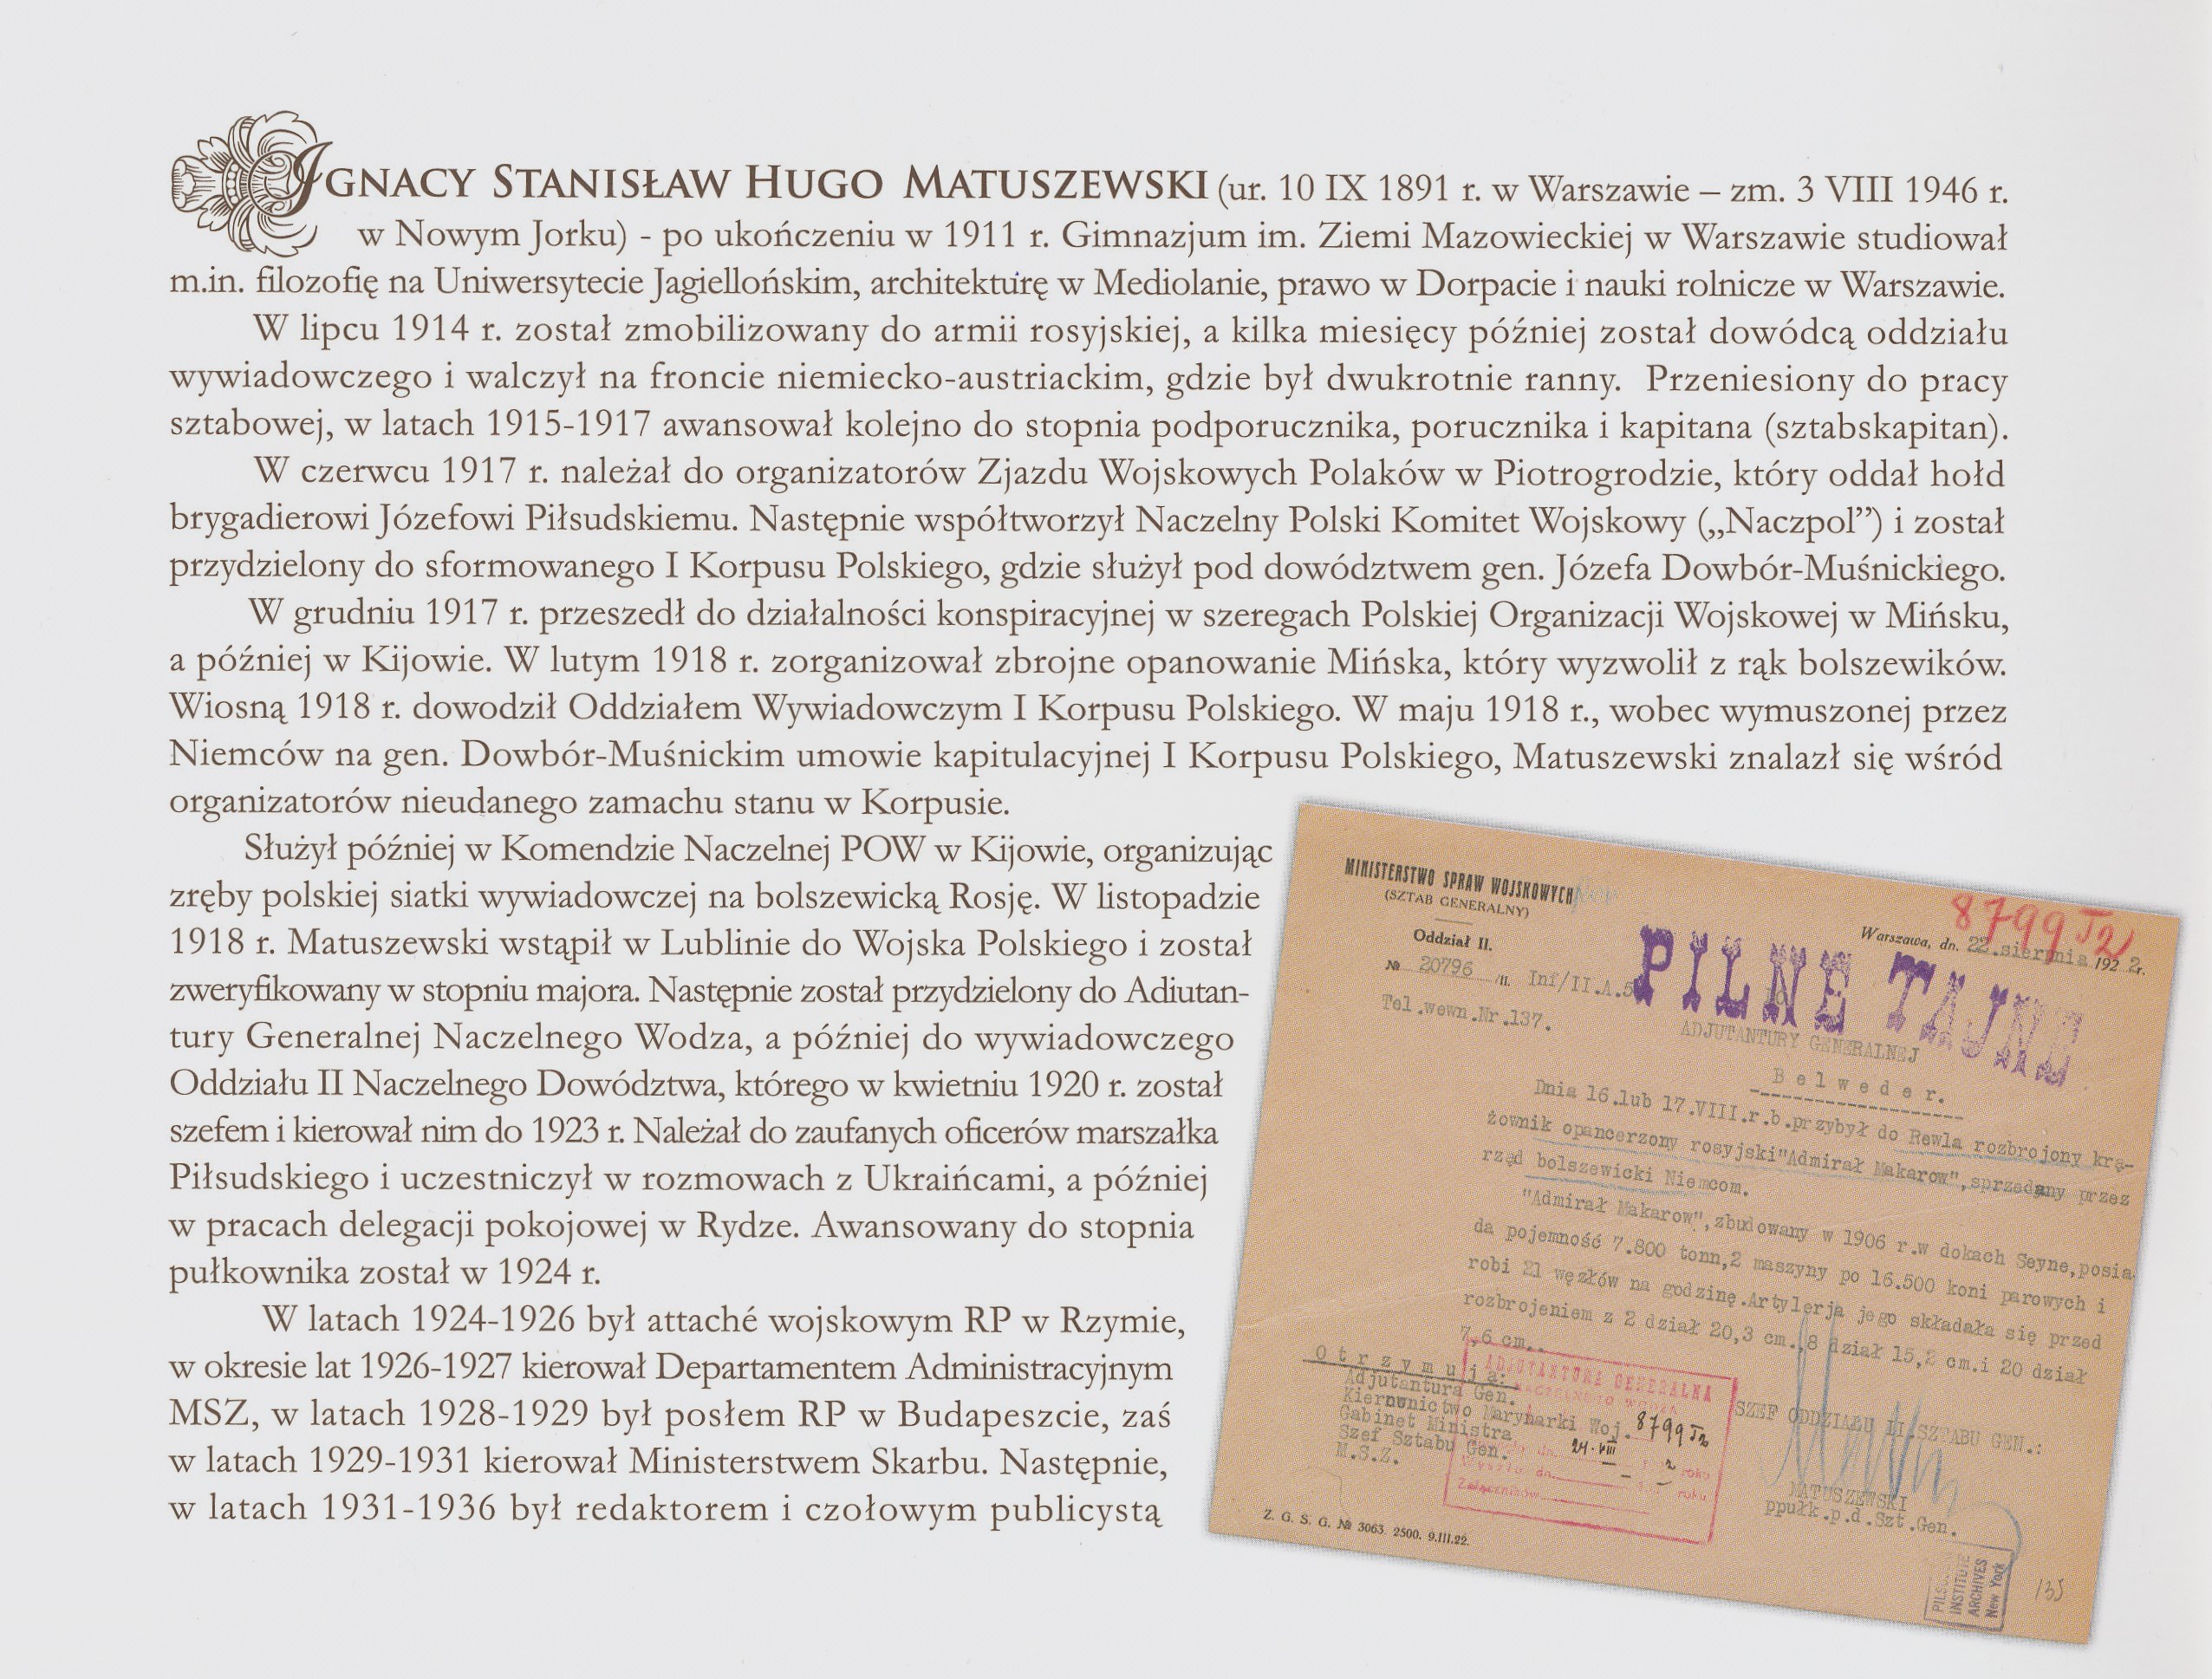 IGNACY STANISŁAW HUGO MATUSZEWSKI (ur. 10 IX 1891 r. w Warszawie – zm. 3 VIII 1946 r.
w Nowym Jorku) - po ukończeniu w 1911 r. Gimnazjum im. Ziemi Mazowieckiej w Warszawie studiował
m.in. filozofię na Uniwersytecie Jagiellońskim, architekturę w Mediolanie, prawo w Dorpacie i nauki rolnicze w Warszawie.
W lipcu 1914 r. został zmobilizowany do armii rosyjskiej, a kilka miesięcy później został dowódcą oddziału
wywiadowczego i walczył na froncie niemiecko-austriackim, gdzie był dwukrotnie ranny. Przeniesiony do pracy
sztabowej, w latach 1915-1917 awansował kolejno do stopnia podporucznika, porucznika i kapitana (sztabskapitan).
W czerwcu 1917 r. należał do organizatorów Zjazdu Wojskowych Polaków w Piotrogrodzie, który oddał hołd
brygadierowi Józefowi Piłsudskiemu. Następnie współtworzył Naczelny Polski Komitet Wojskowy („Naczpol”) i został
przydzielony do sformowanego I Korpusu Polskiego, gdzie służył pod dowództwem gen. Józefa Dowbór-Muśnickiego.
W grudniu 1917 r. przeszedł do działalności konspiracyjnej w szeregach Polskiej Organizacji Wojskowej w Mińsku,
a później w Kijowie. W lutym 1918 r. zorganizował zbrojne opanowanie Mińska, który wyzwolił z rąk bolszewików.
Wiosną 1918 r. dowodził Oddziałem Wywiadowczym I Korpusu Polskiego. W maju 1918 r., wobec wymuszonej przez
Niemców na gen. Dowbór-Muśnickim umowie kapitulacyjnej I Korpusu Polskiego, Matuszewski znalazł się wśród
organizatorów nieudanego zamachu stanu w Korpusie.
Służył później w Komendzie Naczelnej POW w Kijowie, organizując
zręby polskiej siatki wywiadowczej na bolszewicką Rosję. W listopadzie
1918 r. Matuszewski wstąpił w Lublinie do Wojska Polskiego i został
zweryfikowany w stopniu majora. Następnie został przydzielony do Adiutan-
tury Generalnej Naczelnego Wodza, a później do wywiadowczego
Oddziału II Naczelnego Dowództwa, którego w kwietniu 1920 r. został
szefem i kierował nim do 1923 r. Należał do zaufanych oficerów marszałka
Piłsudskiego i uczestniczył w rozmowach z Ukraińcami, a później
w pracach delegacji pokojowej w Rydze. Awansowany do stopnia
pułkownika został w 1924 r.
W latach 1924-1926 był attaché wojskowym RP w Rzymie,
w okresie lat 1926-1927 kierował Departamentem Administracyjnym
MSZ, w latach 1928-1929 był posłem RP w Budapeszcie, zaś
w latach 1929-1931 kierował Ministerstwem Skarbu. Następnie,
w latach 1931-1936 był redaktorem i czołowym publicystą
MINISTERSTWO SPRAW WOJSKOWYCH
(SZTAB GENERALNY)
Oddział II.
№ 20796 /II. Inf/II.A.5
Tel.wewn.Nr.137.
8799 T2
Warszawa, dn. 22.sierpnia 1922 r.
PILNE TAJNE
ADJUTANTURY GENERALNEJ
Belweder.
Dnia 16.lub 17.VIII.r.b.przybył do Rewla rozbrojony krą-
żownik opancerzony rosyjski"Admirał Makarow",sprzedany przez
rząd bolszewicki Niemcom.
"Admirał Makarow",zbudowany w 1906 r.w dokach Seyne,posia-
da pojemność 7.800 tonn,2 maszyny po 16.500 koni parowych i
robi 21 węzłów na godzinę.Artylerja jego składała się przed
rozbrojeniem z 2 dział 20,3 cm.,8 dział 15,2 cm.i 20 dział
7,6 cm..
Otrzymują:
Adjutantura Gen.
Kierownictwo Marynarki Woj.
Gabinet Ministra
Szef Sztabu Gen.
M.S.Z.
ADJUTANTURA GENERALNA
NACZELNEGO WODZA
8799 T2
24.VIII 2 roku
Wyszło dn. roku
Załączników
SZEF ODDZIAŁU II.SZTABU GEN.:
MATUSZEWSKI
ppułk.p.d.Szt.Gen.
Z. G. S. G. № 3063. 2500. 9.III.22.
PILSUDSKI
INSTITUTE
ARCHIVES
New York
135